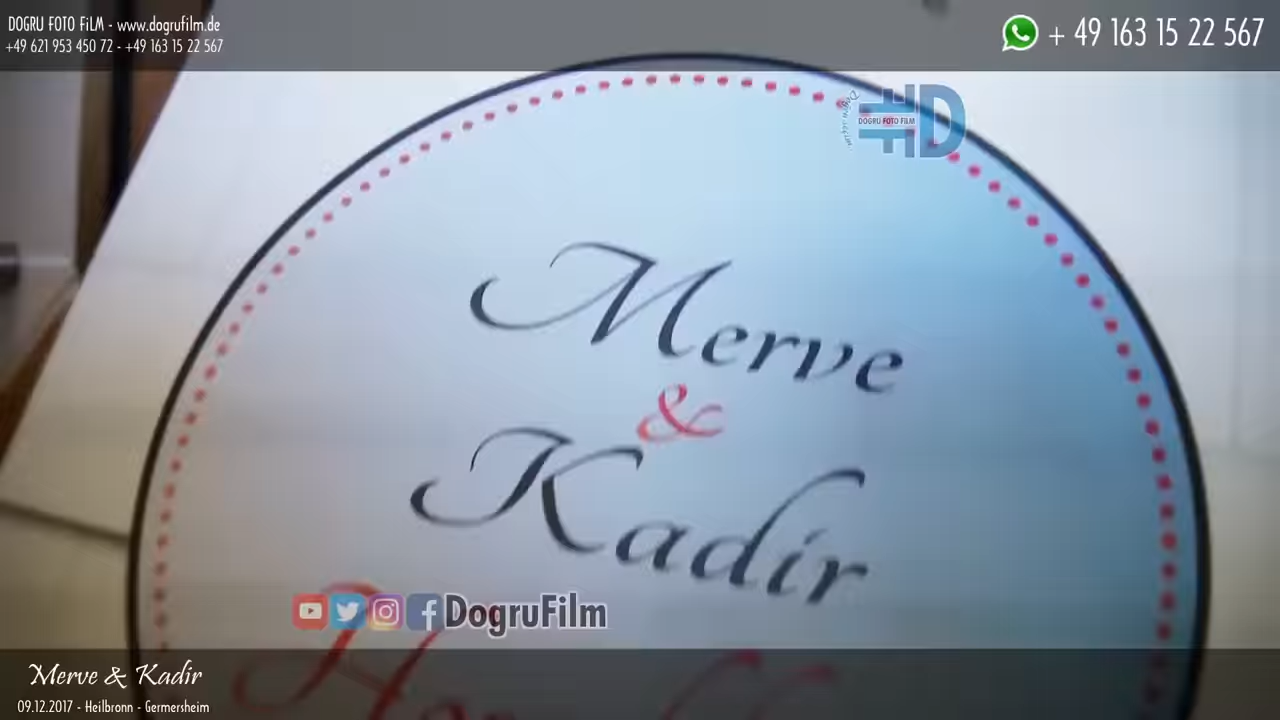 DOGRU FOTO FiLM - www.dogrufilm.de
+49 621 953 450 72 - +49 163 15 22 567
+ 49 163 15 22 567
HD
DOGRU FOTO FILM
Merve
&
Kadir
DogruFilm
Merve & Kadir
09.12.2017 - Heilbronn - Germersheim